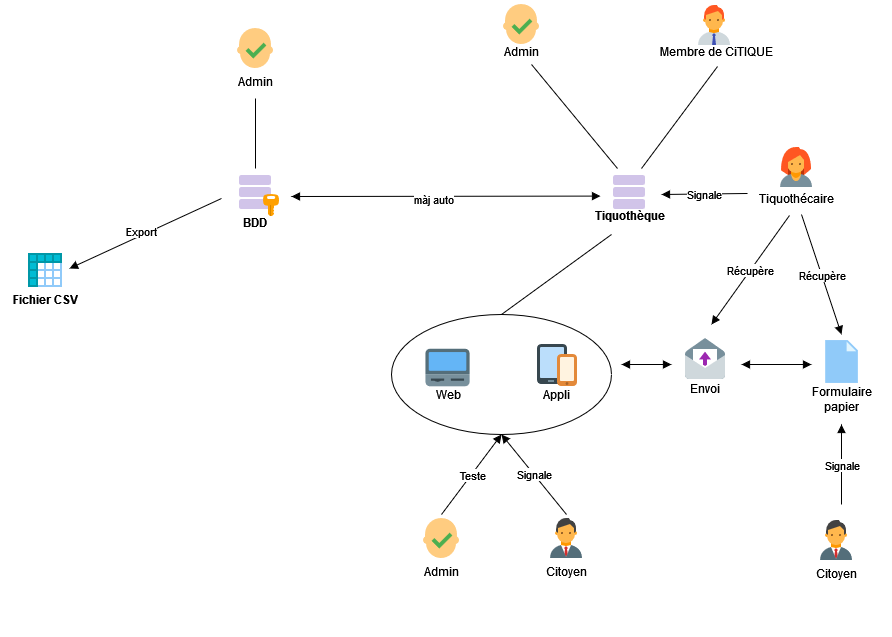 Admin
Membre de CiTIQUE
Admin
Tiquothécaire
Signale
màj auto
Tiquothèque
BDD
Export
Récupère
Récupère
Fichier CSV
Web
Appli
Envoi
Formulaire
papier
Teste
Signale
Signale
Admin
Citoyen
Citoyen